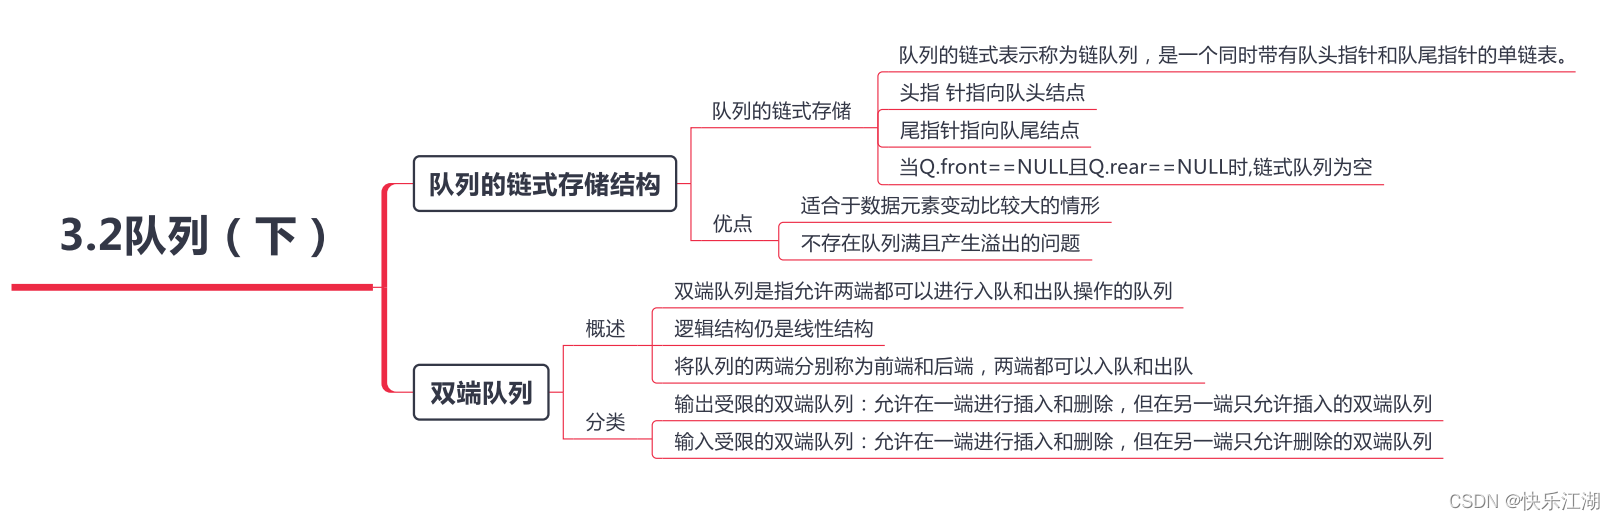 3.2队列（下）
队列的链式存储结构
队列的链式存储
队列的链式表示称为链队列，是一个同时带有队头指针和队尾指针的单链表。
头指 针指向队头结点
尾指针指向队尾结点
当Q.front==NULL且Q.rear==NULL时,链式队列为空
优点
适合于数据元素变动比较大的情形
不存在队列满且产生溢出的问题
双端队列
概述
双端队列是指允许两端都可以进行入队和出队操作的队列
逻辑结构仍是线性结构
将队列的两端分别称为前端和后端，两端都可以入队和出队
分类
输出受限的双端队列：允许在一端进行插入和删除，但在另一端只允许插入的双端队列
输入受限的双端队列：允许在一端进行插入和删除，但在另一端只允许删除的双端队列
CSDN @快乐江湖